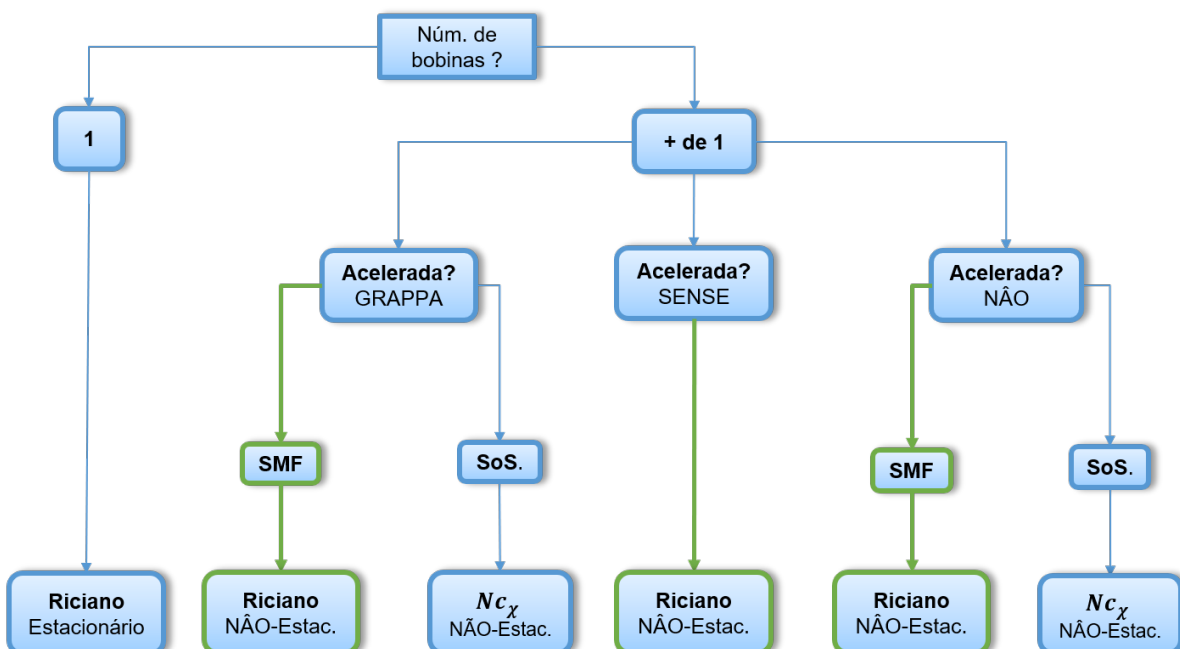 Núm. de
bobinas ?
1
+ de 1
Acelerada?
GRAPPA
Acelerada?
SENSE
Acelerada?
NÂO
SMF
SoS.
SMF
SoS.
Riciano
Estacionário
Riciano
NÂO-Estac.
Nc𝜒
NÃO-Estac.
Riciano
NÂO-Estac.
Riciano
NÂO-Estac.
Nc𝜒
NÂO-Estac.